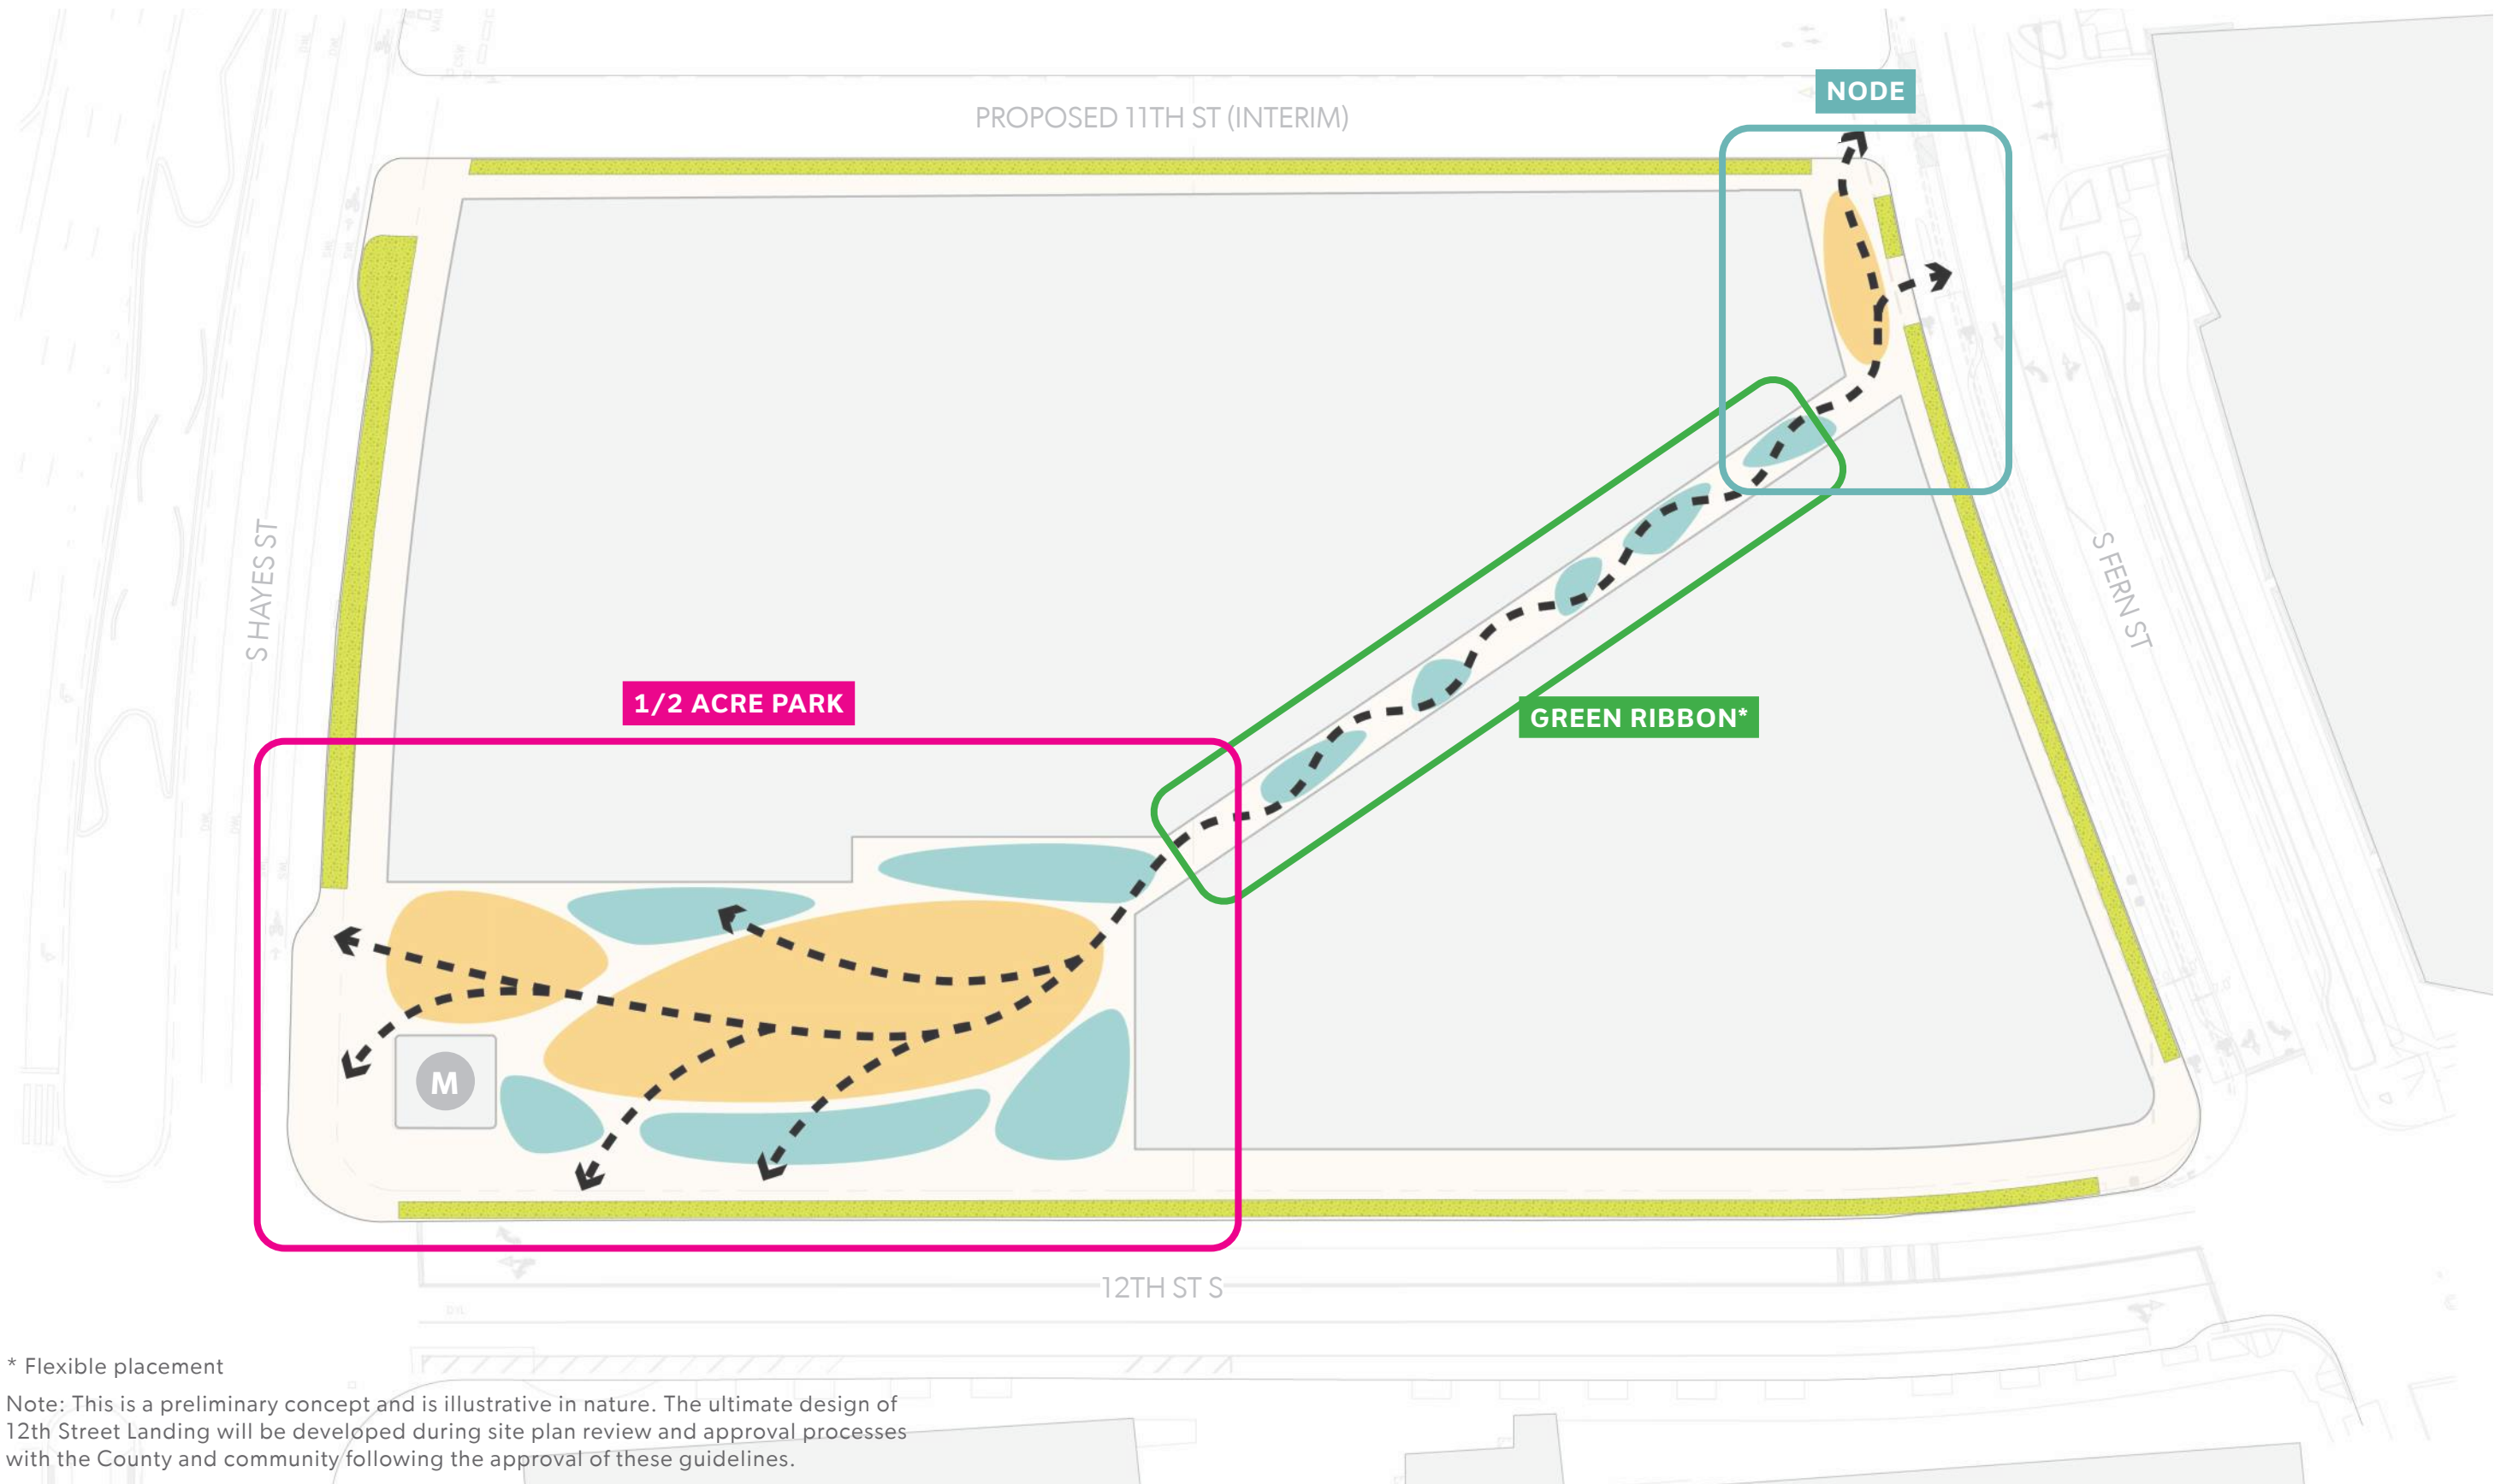 NODE
PROPOSED 11TH ST (INTERIM)
S HAYES ST
S FERN ST
1/2 ACRE PARK
GREEN RIBBON*
M
12TH ST S
* Flexible placement
Note: This is a preliminary concept and is illustrative in nature. The ultimate design of
12th Street Landing will be developed during site plan review and approval processes
with the County and community following the approval of these guidelines.